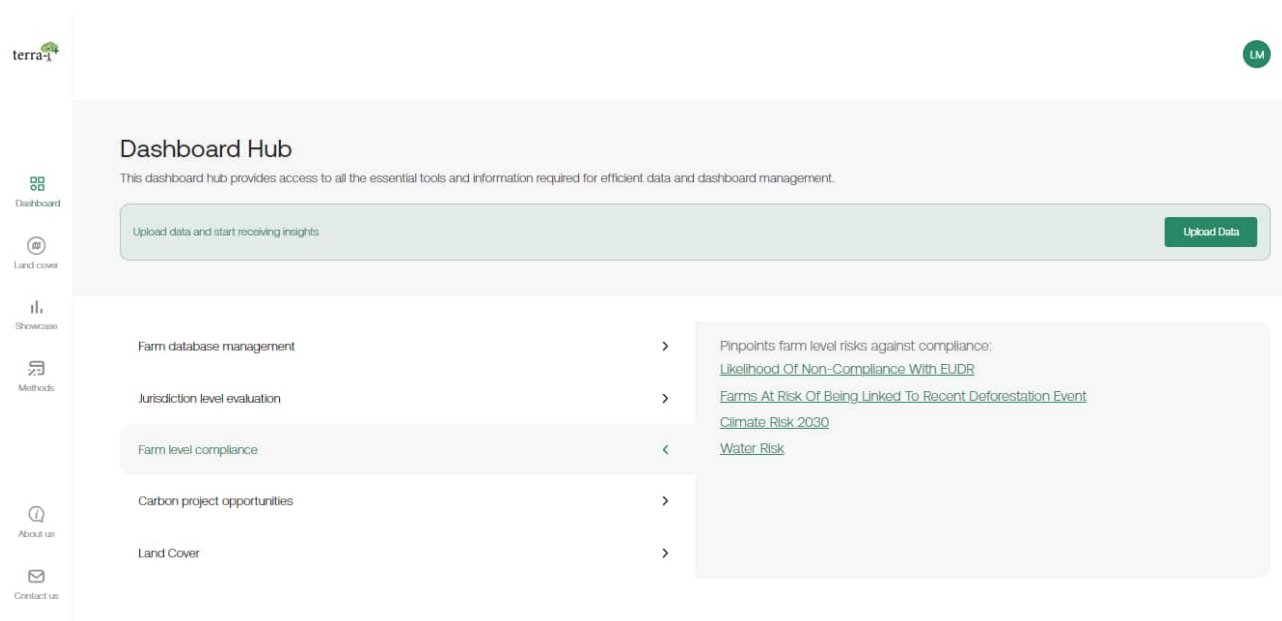 terra-i
LM
Dashboard Hub
This dashboard hub provides access to all the essential tools and information required for efficient data and dashboard management.
Dashboard
Upload data and start receiving insights
Upload Data
Land cover
Showcase
Methods
Farm database management
Jurisdiction level evaluation
Farm level compliance
Carbon project opportunities
Land Cover
Pinpoints farm level risks against compliance:
Likelihood Of Non-Compliance With EUDR
Farms At Risk Of Being Linked To Recent Deforestation Event
Climate Risk 2030
Water Risk
About us
Contact us